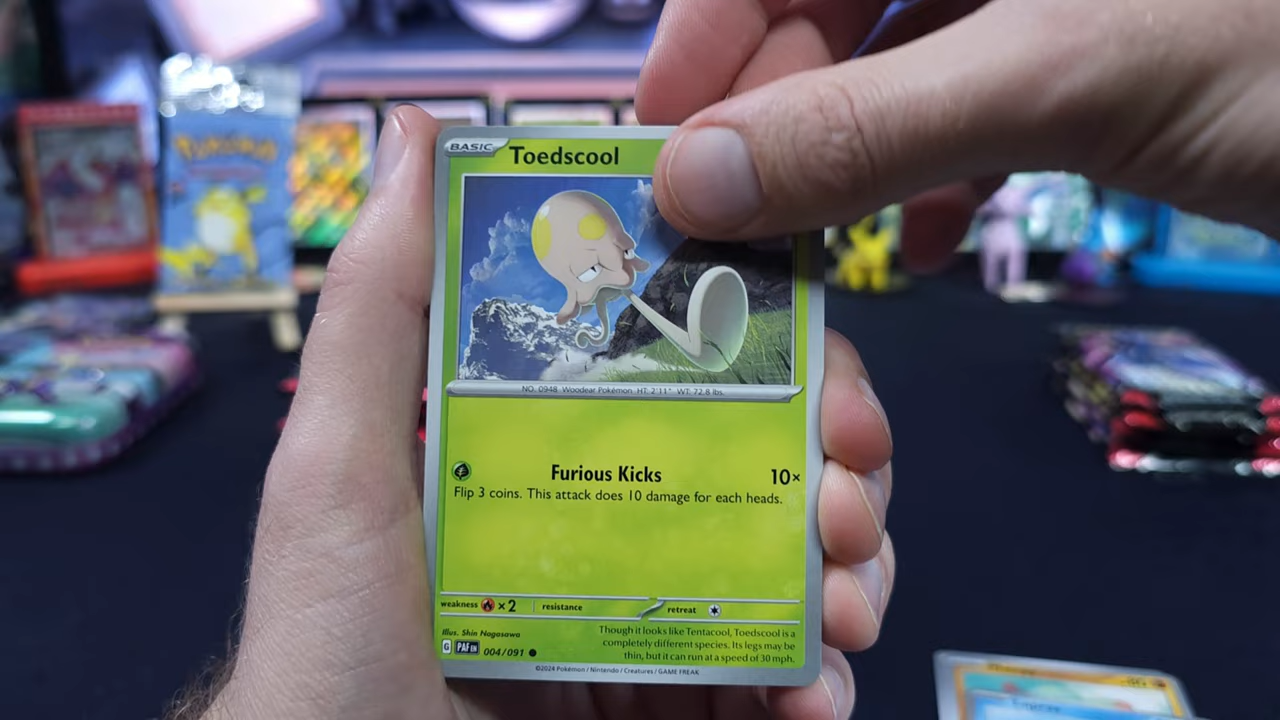 BASIC Toedscool
Pokémon
NO. 0948 Woodear Pokémon HT: 2'11" WT: 72.8 lbs.
Furious Kicks 10×
Flip 3 coins. This attack does 10 damage for each heads.
weakness ×2 resistance retreat
Illus. Shin Nagasawa
G PAF EN 004/091
Though it looks like Tentacool, Toedscool is a
completely different species. Its legs may be
thin, but it can run at a speed of 30 mph.
©2024 Pokémon / Nintendo / Creatures / GAME FREAK